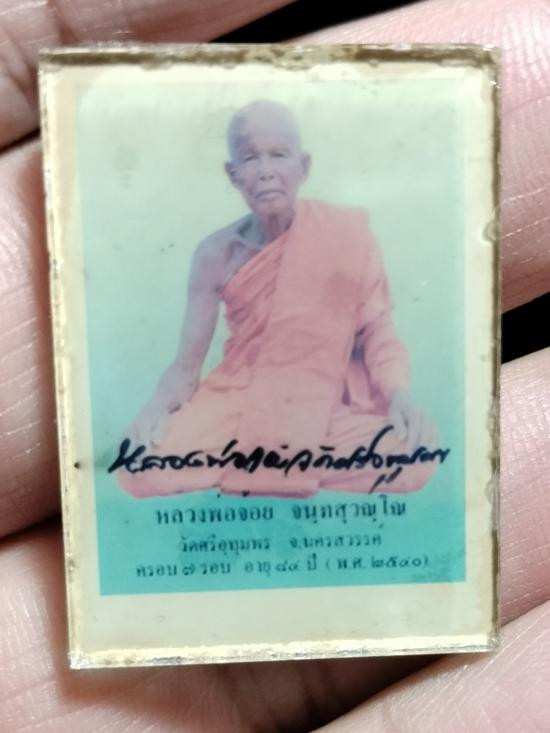 หลวงพ่อจ้อย จนฺทสุวณฺโณ
วัดศรีอุทุมพร จ.นครสวรรค์
ครอบ ๗ รอบ อายุ ๘๔ ปี (พ.ศ. ๒๕๔๐)